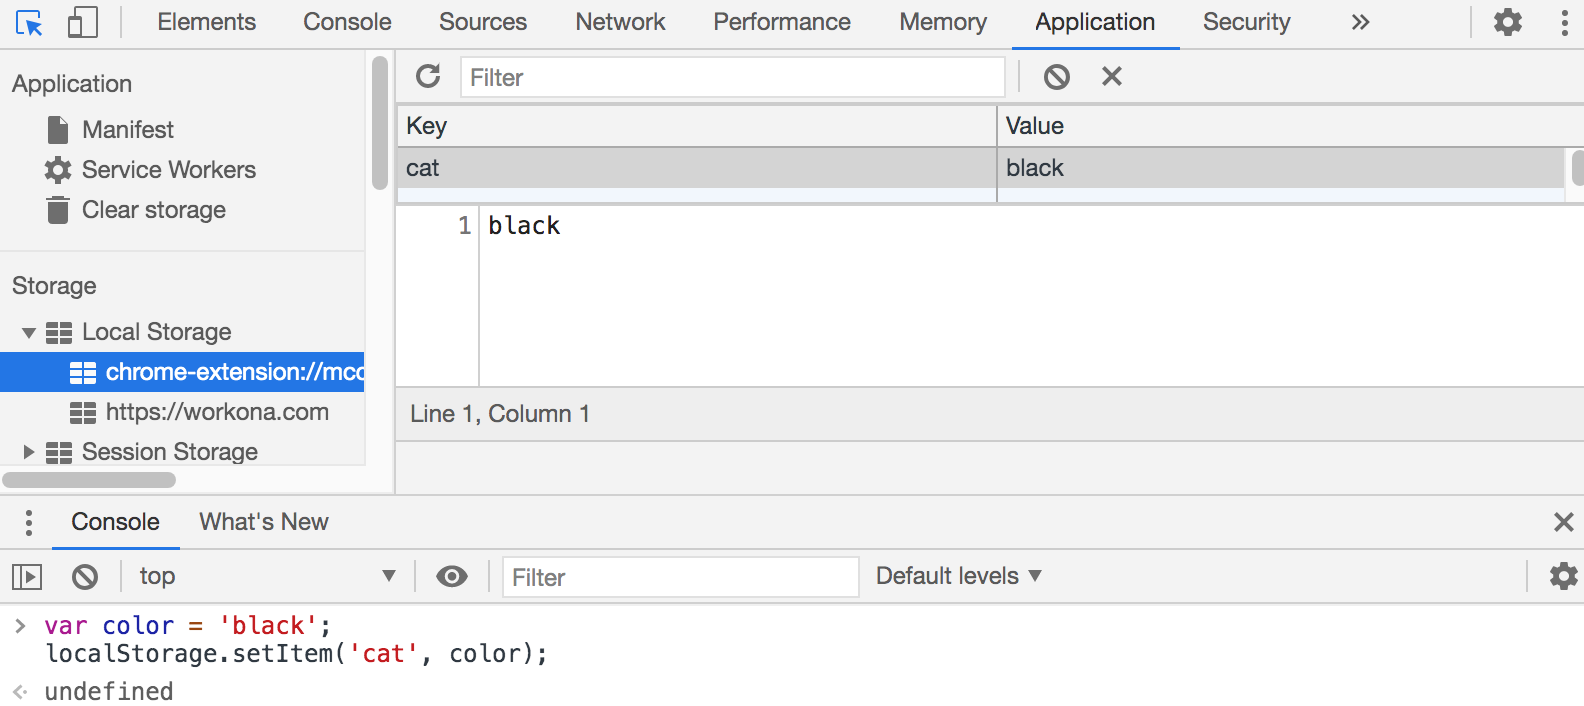 Elements Console Sources Network Performance Memory Application Security »
Application
Manifest
Service Workers
Clear storage
Storage
Local Storage
chrome-extension://mcc
https://workona.com
Session Storage
Filter
Key Value
cat black
1 black
Line 1, Column 1
Console What's New
top Filter Default levels
> var color = 'black';
localStorage.setItem('cat', color);
undefined